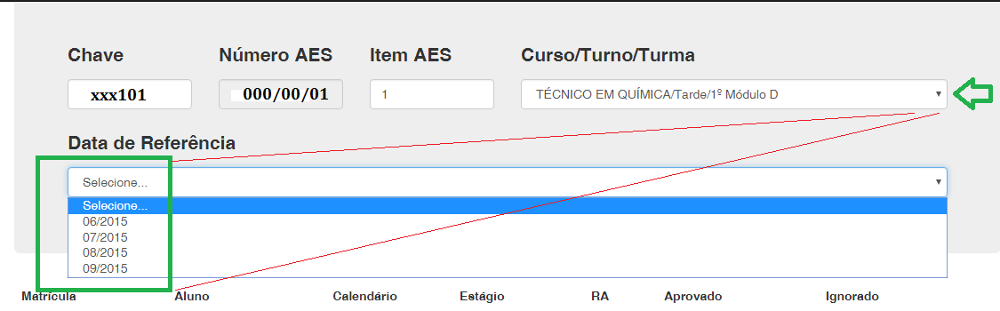 Chave Número AES Item AES Curso/Turno/Turma
xxx101 000/00/01 1 TÉCNICO EM QUÍMICA/Tarde/1º Módulo D
Data de Referência
Selecione...
Selecione...
06/2015
07/2015
08/2015
09/2015
Matrícula Aluno Calendário Estágio RA Aprovado Ignorado